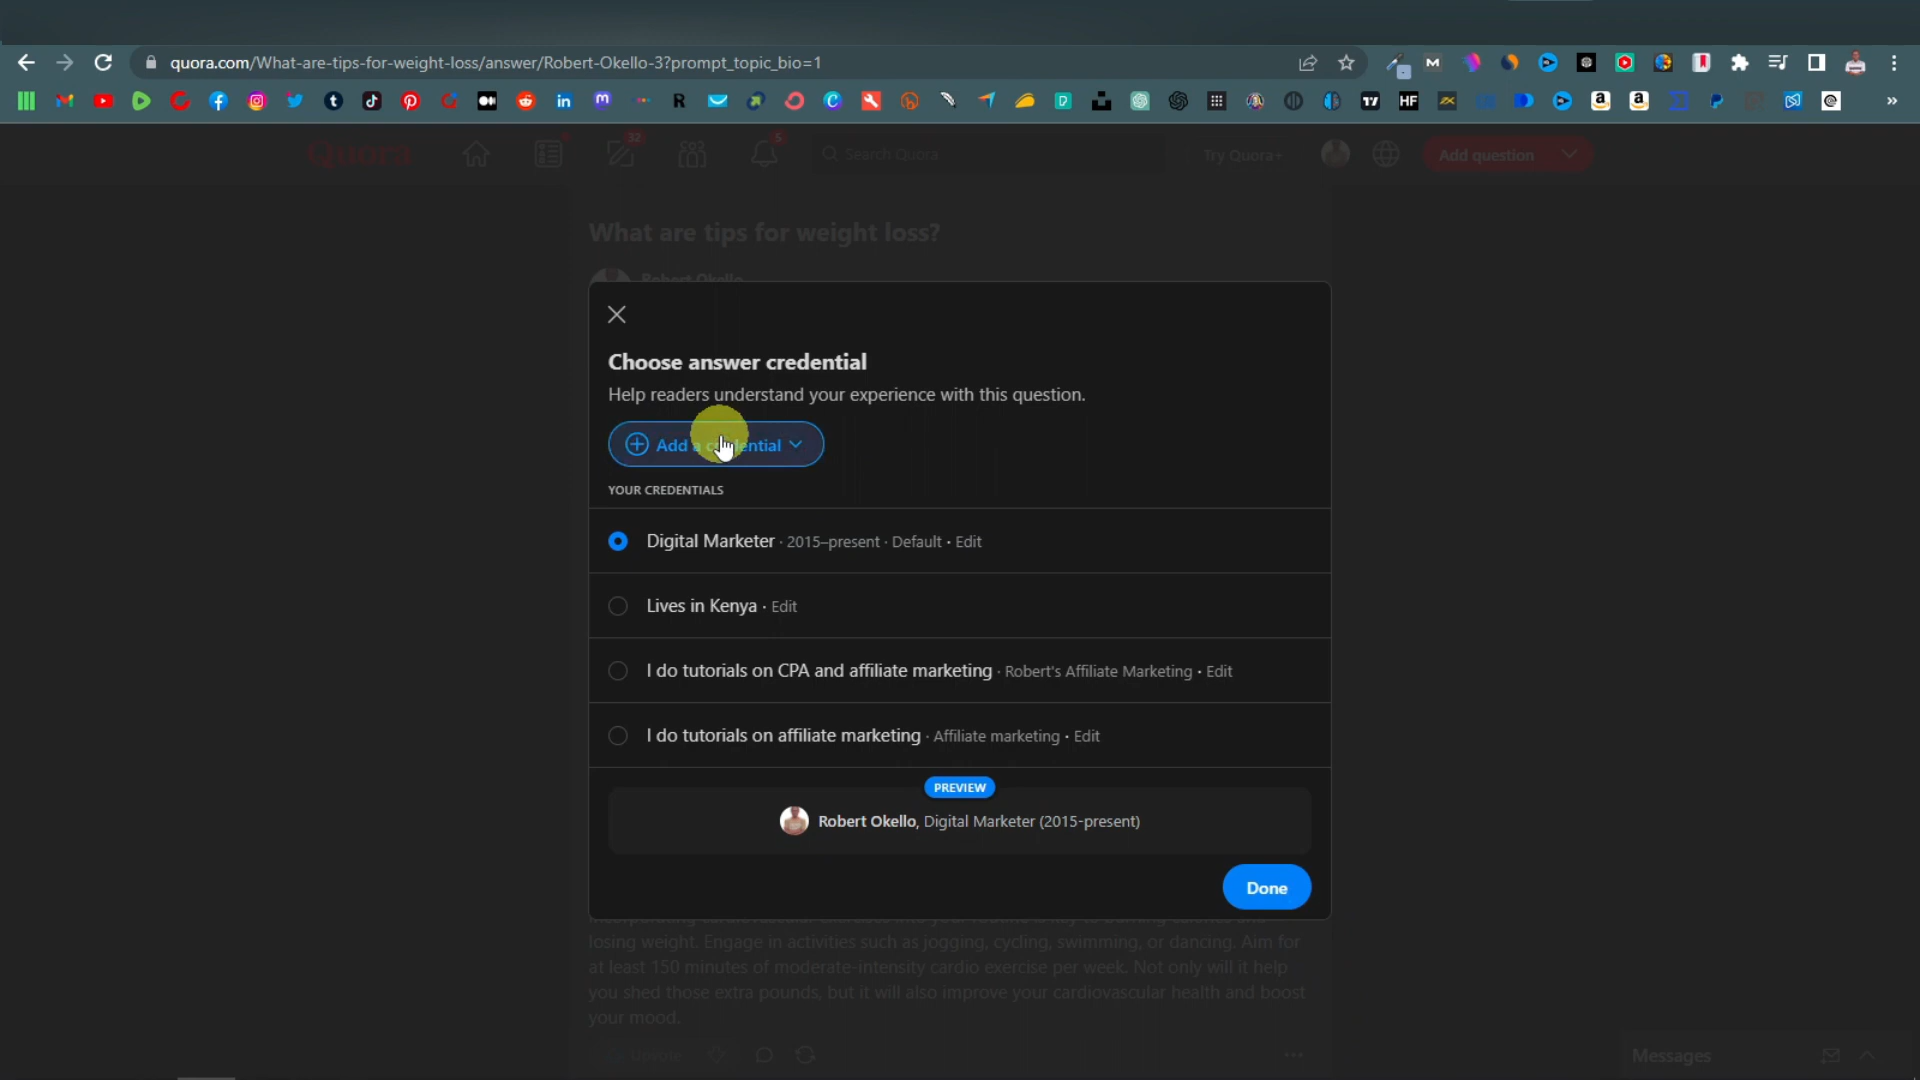 quora.com/What-are-tips-for-weight-loss/answer/Robert-Okello-3?prompt_topic_bio=1
Quora
32
5
Search Quora
Try Quora+
Add question
What are tips for weight loss?
Robert Okello
Choose answer credential
Help readers understand your experience with this question.
Add a credential
YOUR CREDENTIALS
Digital Marketer · 2015–present · Default • Edit
Lives in Kenya · Edit
I do tutorials on CPA and affiliate marketing · Robert's Affiliate Marketing • Edit
I do tutorials on affiliate marketing · Affiliate marketing • Edit
PREVIEW
Robert Okello, Digital Marketer (2015-present)
Done
losing weight. Engage in activities such as jogging, cycling, swimming, or dancing. Aim for
at least 150 minutes of moderate-intensity cardio exercise per week. Not only will it help
you shed those extra pounds, but it will also improve your cardiovascular health and boost
your mood.
Upvote
Messages